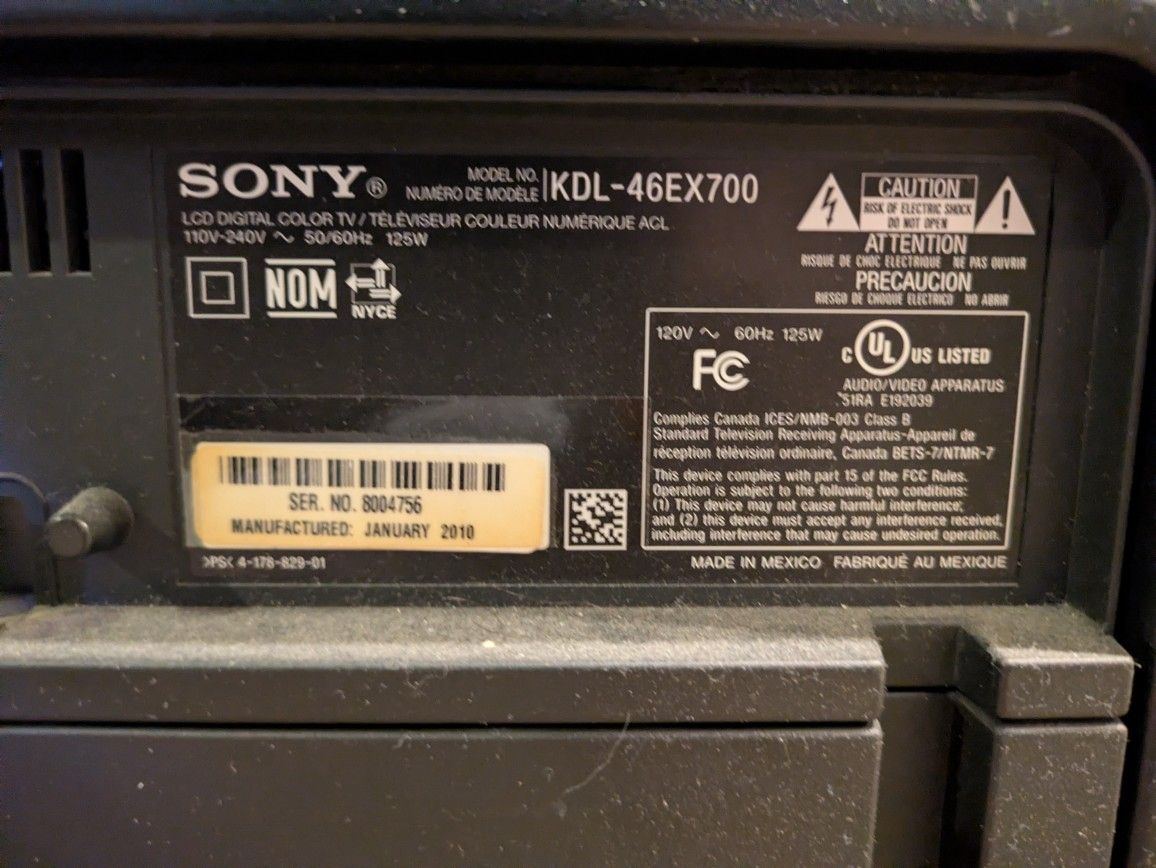 SONY®
MODEL NO.
NUMÉRO DE MODÈLE
KDL-46EX700
LCD DIGITAL COLOR TV / TÉLÉVISEUR COULEUR NUMÉRIQUE ACL
110V-240V ~ 50/60Hz 125W
NOM
NYCE
CAUTION
RISK OF ELECTRIC SHOCK
DO NOT OPEN
ATTENTION
RISQUE DE CHOC ELECTRIQUE NE PAS OUVRIR
PRECAUCION
RIESGO DE CHOQUE ELECTRICO NO ABRIR
120V ~ 60Hz 125W
FC
C UL US LISTED
AUDIO/VIDEO APPARATUS
51RA E192039
Complies Canada ICES/NMB-003 Class B
Standard Television Receiving Apparatus-Appareil de
réception télévision ordinaire, Canada BETS-7/NTMR-7
This device complies with part 15 of the FCC Rules.
Operation is subject to the following two conditions:
(1) This device may not cause harmful interference,
and (2) this device must accept any interference received,
including interference that may cause undesired operation.
SER. NO. 8004756
MANUFACTURED: JANUARY 2010
>PS< 4-178-829-01
MADE IN MEXICO FABRIQUÉ AU MEXIQUE